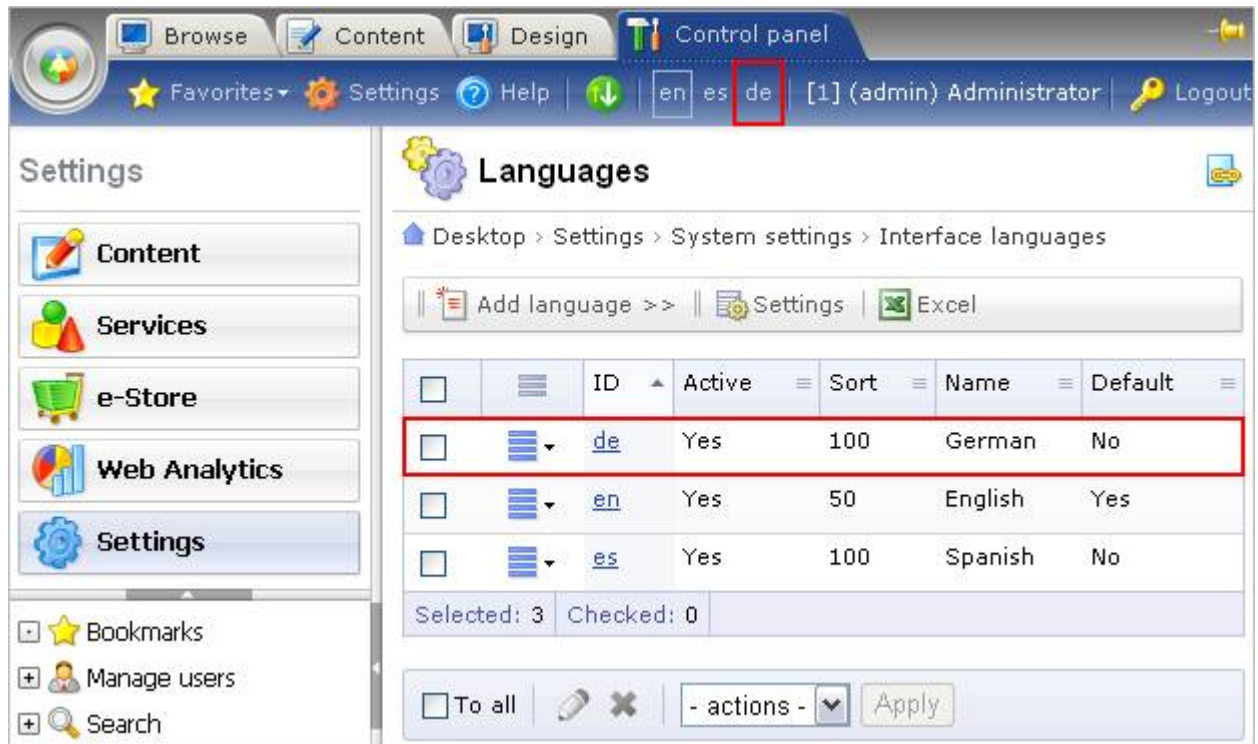 Browse Content Design Control panel
Favorites Settings Help en es de [1] (admin) Administrator Logout
Settings
Content
Services
e-Store
Web Analytics
Settings
Bookmarks
Manage users
Search
Languages
Desktop > Settings > System settings > Interface languages
Add language >> Settings Excel
ID Active Sort Name Default
de Yes 100 German No
en Yes 50 English Yes
es Yes 100 Spanish No
Selected: 3 Checked: 0
To all - actions - Apply